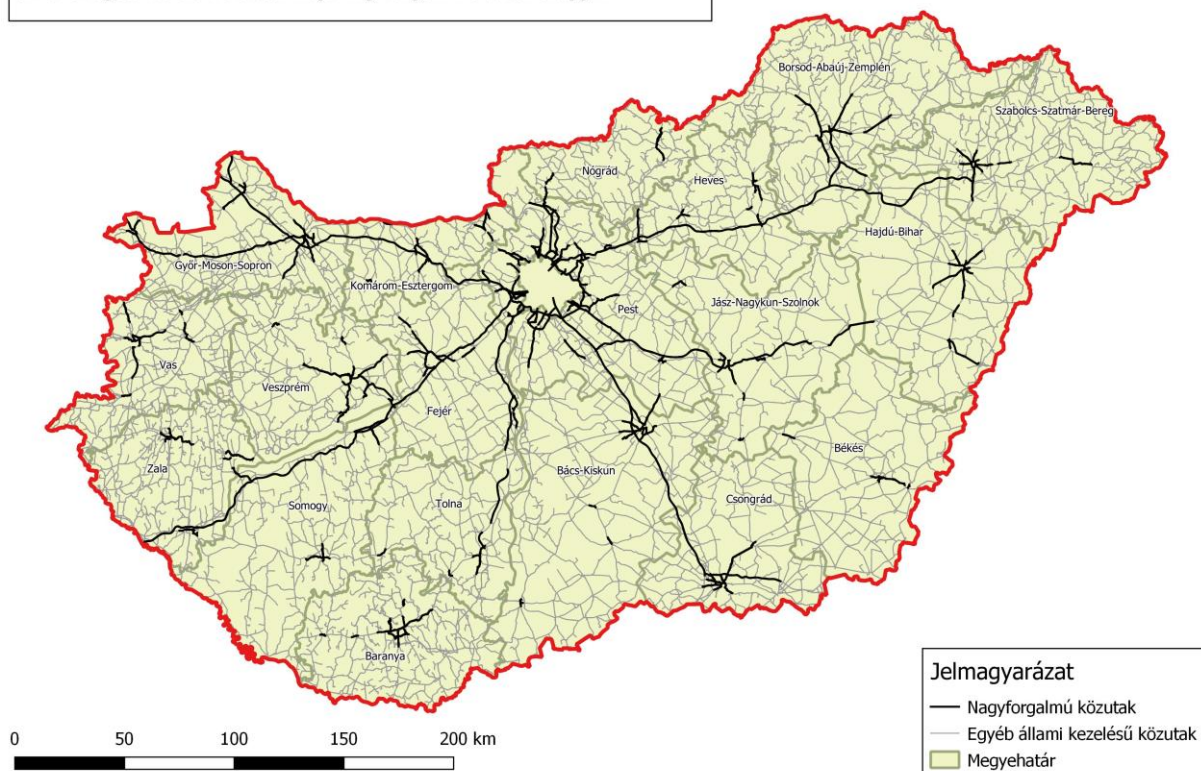 Borsod-Abaúj-Zemplén
Szabolcs-Szatmár-Bereg
Nógrád
Heves
Hajdú-Bihar
Győr-Moson-Sopron
Komárom-Esztergom
Pest
Jász-Nagykun-Szolnok
Vas
Veszprém
Fejér
Zala
Bács-Kiskun
Békés
Somogy
Tolna
Csongrád
Baranya
Jelmagyarázat
Nagyforgalmú közutak
Egyéb állami kezelésű közutak
Megyehatár
0 50 100 150 200 km